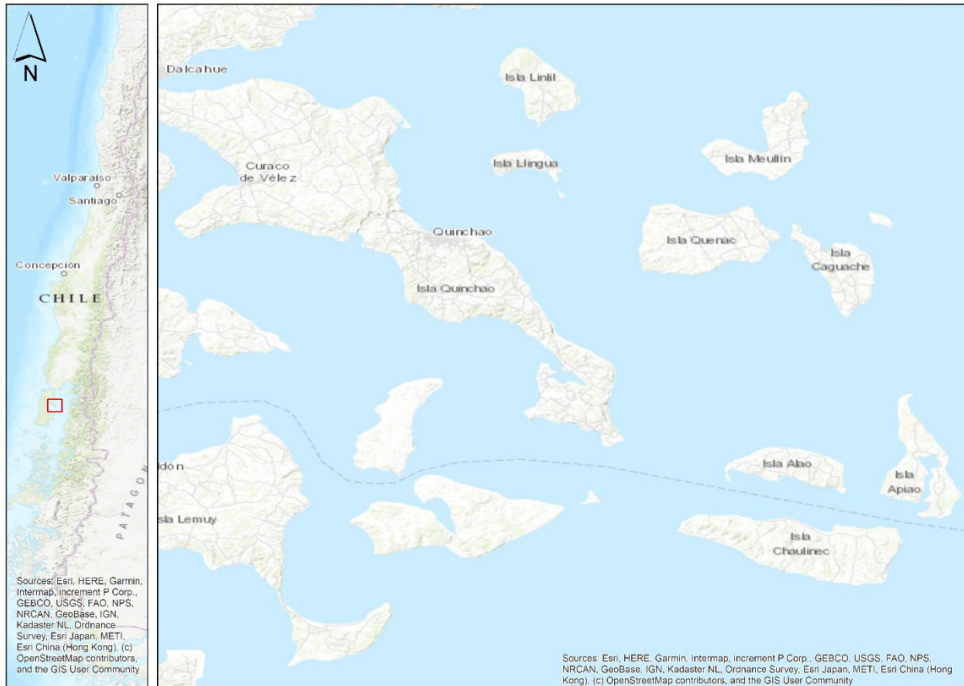 N
Valparaíso
Santiago
Concepción
CHILE
PATAGON
Sources: Esri, HERE, Garmin,
Intermap, increment P Corp.,
GEBCO, USGS, FAO, NPS,
NRCAN, GeoBase, IGN,
Kadaster NL, Ordnance
Survey, Esri Japan, METI,
Esri China (Hong Kong), (c)
OpenStreetMap contributors,
and the GIS User Community
Dalcahue
Isla Linlil
Isla Llingua
Isla Meullin
Curaco
de Vélez
Quinchao
Isla Quenac
Isla
Caguache
Isla Quinchao
Isla Alao
Isla
Apiao
ldón
sla Lemuy
Isla
Chaulinec
Sources: Esri, HERE, Garmin, Intermap, increment P Corp., GEBCO, USGS, FAO, NPS,
NRCAN, GeoBase, IGN, Kadaster NL, Ordnance Survey, Esri Japan, METI, Esri China (Hong
Kong), (c) OpenStreetMap contributors, and the GIS User Community